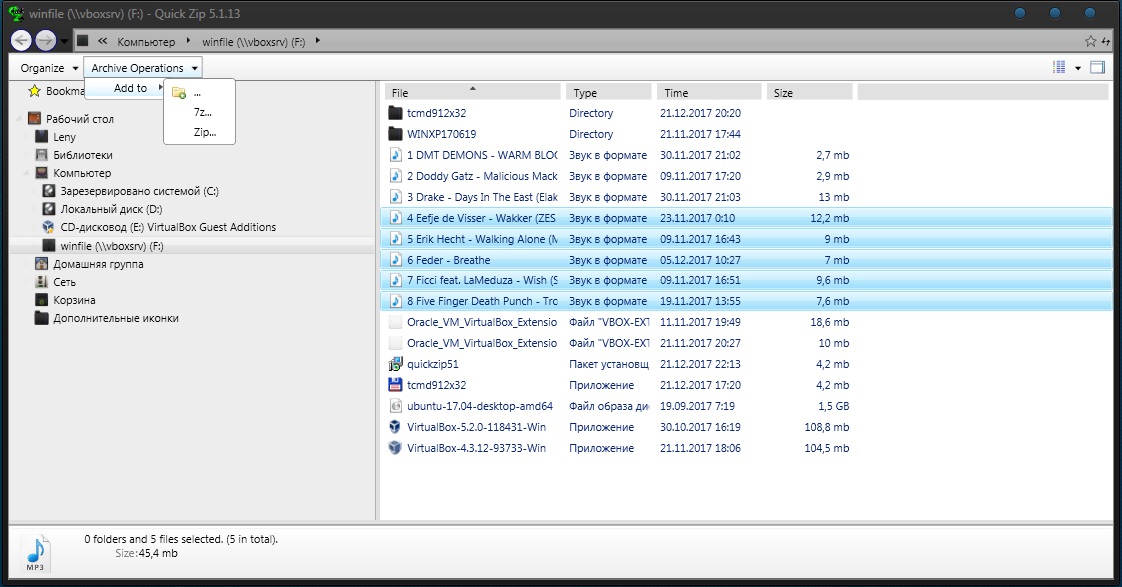 winfile (\\vboxsrv) (F:) - Quick Zip 5.1.13
« Компьютер winfile (\\vboxsrv) (F:)
Organize Archive Operations
Add to
...
7z...
Zip...
Bookma
Рабочий стол
Leny
Библиотеки
Компьютер
Зарезервировано системой (C:)
Локальный диск (D:)
CD-дисковод (E:) VirtualBox Guest Additions
winfile (\\vboxsrv) (F:)
Домашняя группа
Сеть
Корзина
Дополнительные иконки
File Type Time Size
tcmd912x32 Directory 21.12.2017 20:20
WINXP170619 Directory 21.11.2017 17:44
1 DMT DEMONS - WARM BLOC Звук в формате 30.11.2017 21:02 2,7 mb
2 Doddy Gatz - Malicious Mack Звук в формате 09.11.2017 17:20 2,9 mb
3 Drake - Days In The East (Elak Звук в формате 30.11.2017 21:03 13 mb
4 Eefje de Visser - Wakker (ZES Звук в формате 23.11.2017 0:10 12,2 mb
5 Erik Hecht - Walking Alone (M Звук в формате 09.11.2017 16:43 9 mb
6 Feder - Breathe Звук в формате 05.12.2017 10:27 7 mb
7 Ficci feat. LaMeduza - Wish (S Звук в формате 09.11.2017 16:51 9,6 mb
8 Five Finger Death Punch - Tro Звук в формате 19.11.2017 13:55 7,6 mb
Oracle_VM_VirtualBox_Extensio Файл "VBOX-EXT 11.11.2017 19:49 18,6 mb
Oracle_VM_VirtualBox_Extensio Файл "VBOX-EXT 21.11.2017 20:27 10 mb
quickzip51 Пакет установщ 21.12.2017 22:13 4,2 mb
tcmd912x32 Приложение 21.12.2017 17:20 4,2 mb
ubuntu-17.04-desktop-amd64 Файл образа ди 19.09.2017 7:19 1,5 GB
VirtualBox-5.2.0-118431-Win Приложение 30.10.2017 16:19 108,8 mb
VirtualBox-4.3.12-93733-Win Приложение 21.11.2017 18:06 104,5 mb
MP3
0 folders and 5 files selected. (5 in total).
Size:45,4 mb